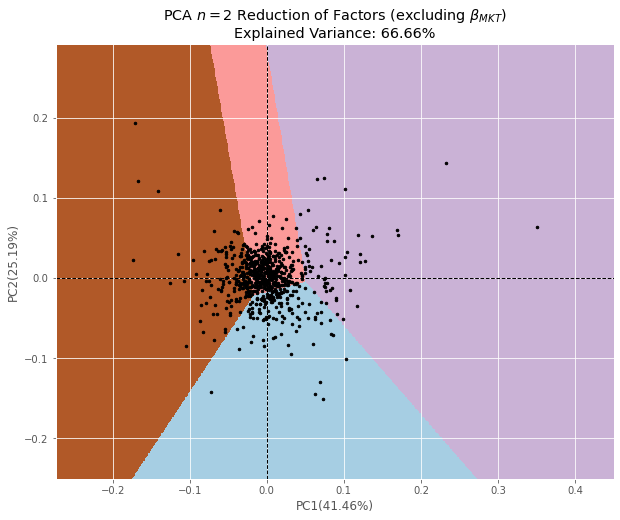 PCA n = 2 Reduction of Factors (excluding β_MKT)
Explained Variance: 66.66%
PC2(25.19%)
0.2
0.1
0.0
−0.1
−0.2
−0.2 −0.1 0.0 0.1 0.2 0.3 0.4
PC1(41.46%)